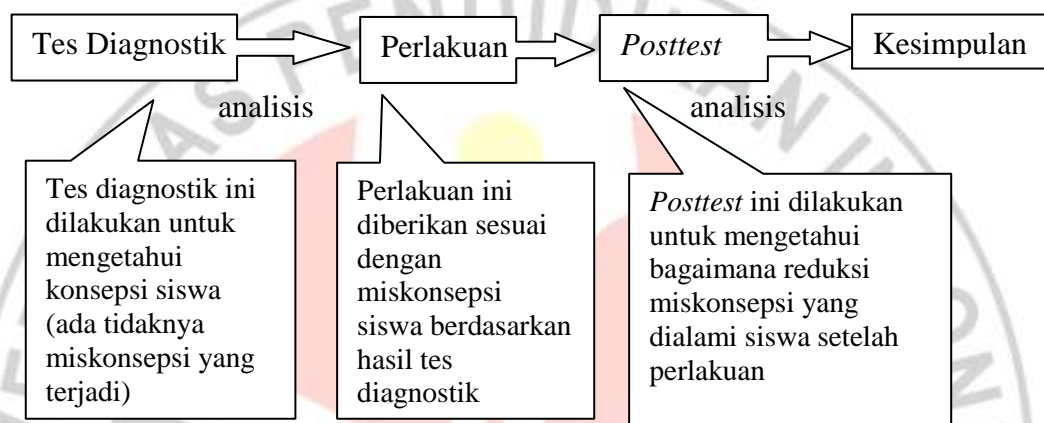 Tes Diagnostik
Perlakuan
Posttest
Kesimpulan
analisis
analisis
Tes diagnostik ini
dilakukan untuk
mengetahui
konsepsi siswa
(ada tidaknya
miskonsepsi yang
terjadi)
Perlakuan ini
diberikan sesuai
dengan
miskonsepsi
siswa berdasarkan
hasil tes
diagnostik
Posttest ini dilakukan
untuk mengetahui
bagaimana reduksi
miskonsepsi yang
dialami siswa setelah
perlakuan